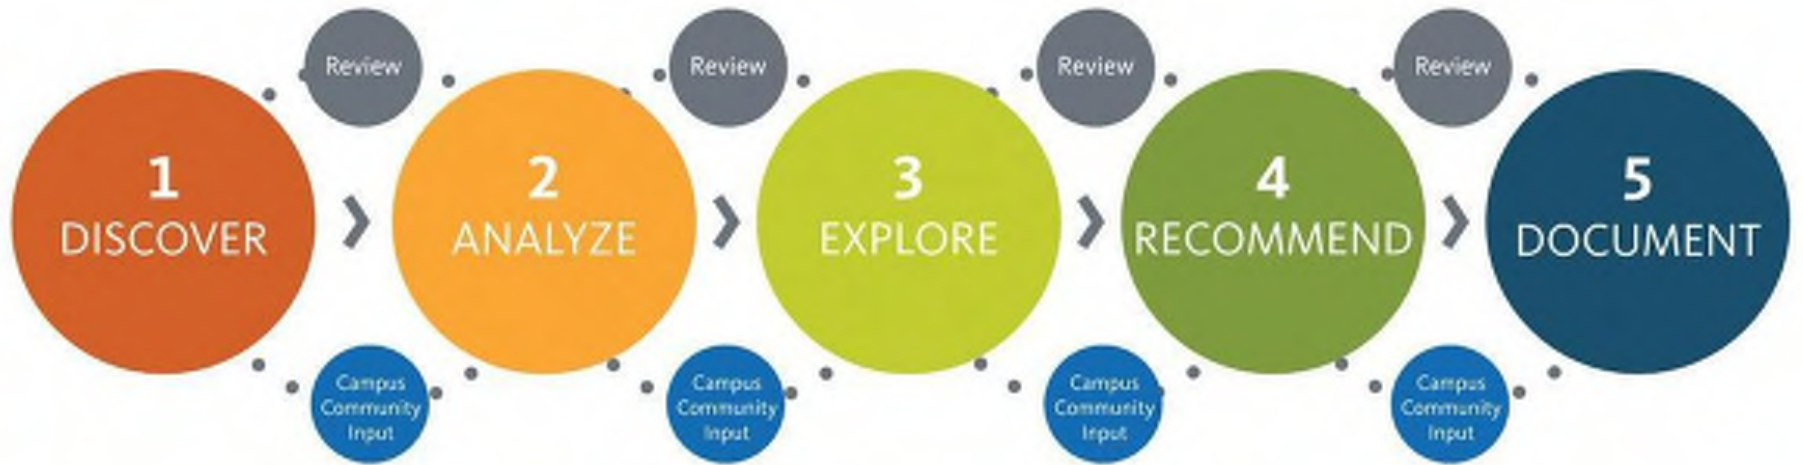 Review
Review
Review
Review
1
DISCOVER
2
ANALYZE
3
EXPLORE
4
RECOMMEND
5
DOCUMENT
Campus
Community
Input
Campus
Community
Input
Campus
Community
Input
Campus
Community
Input